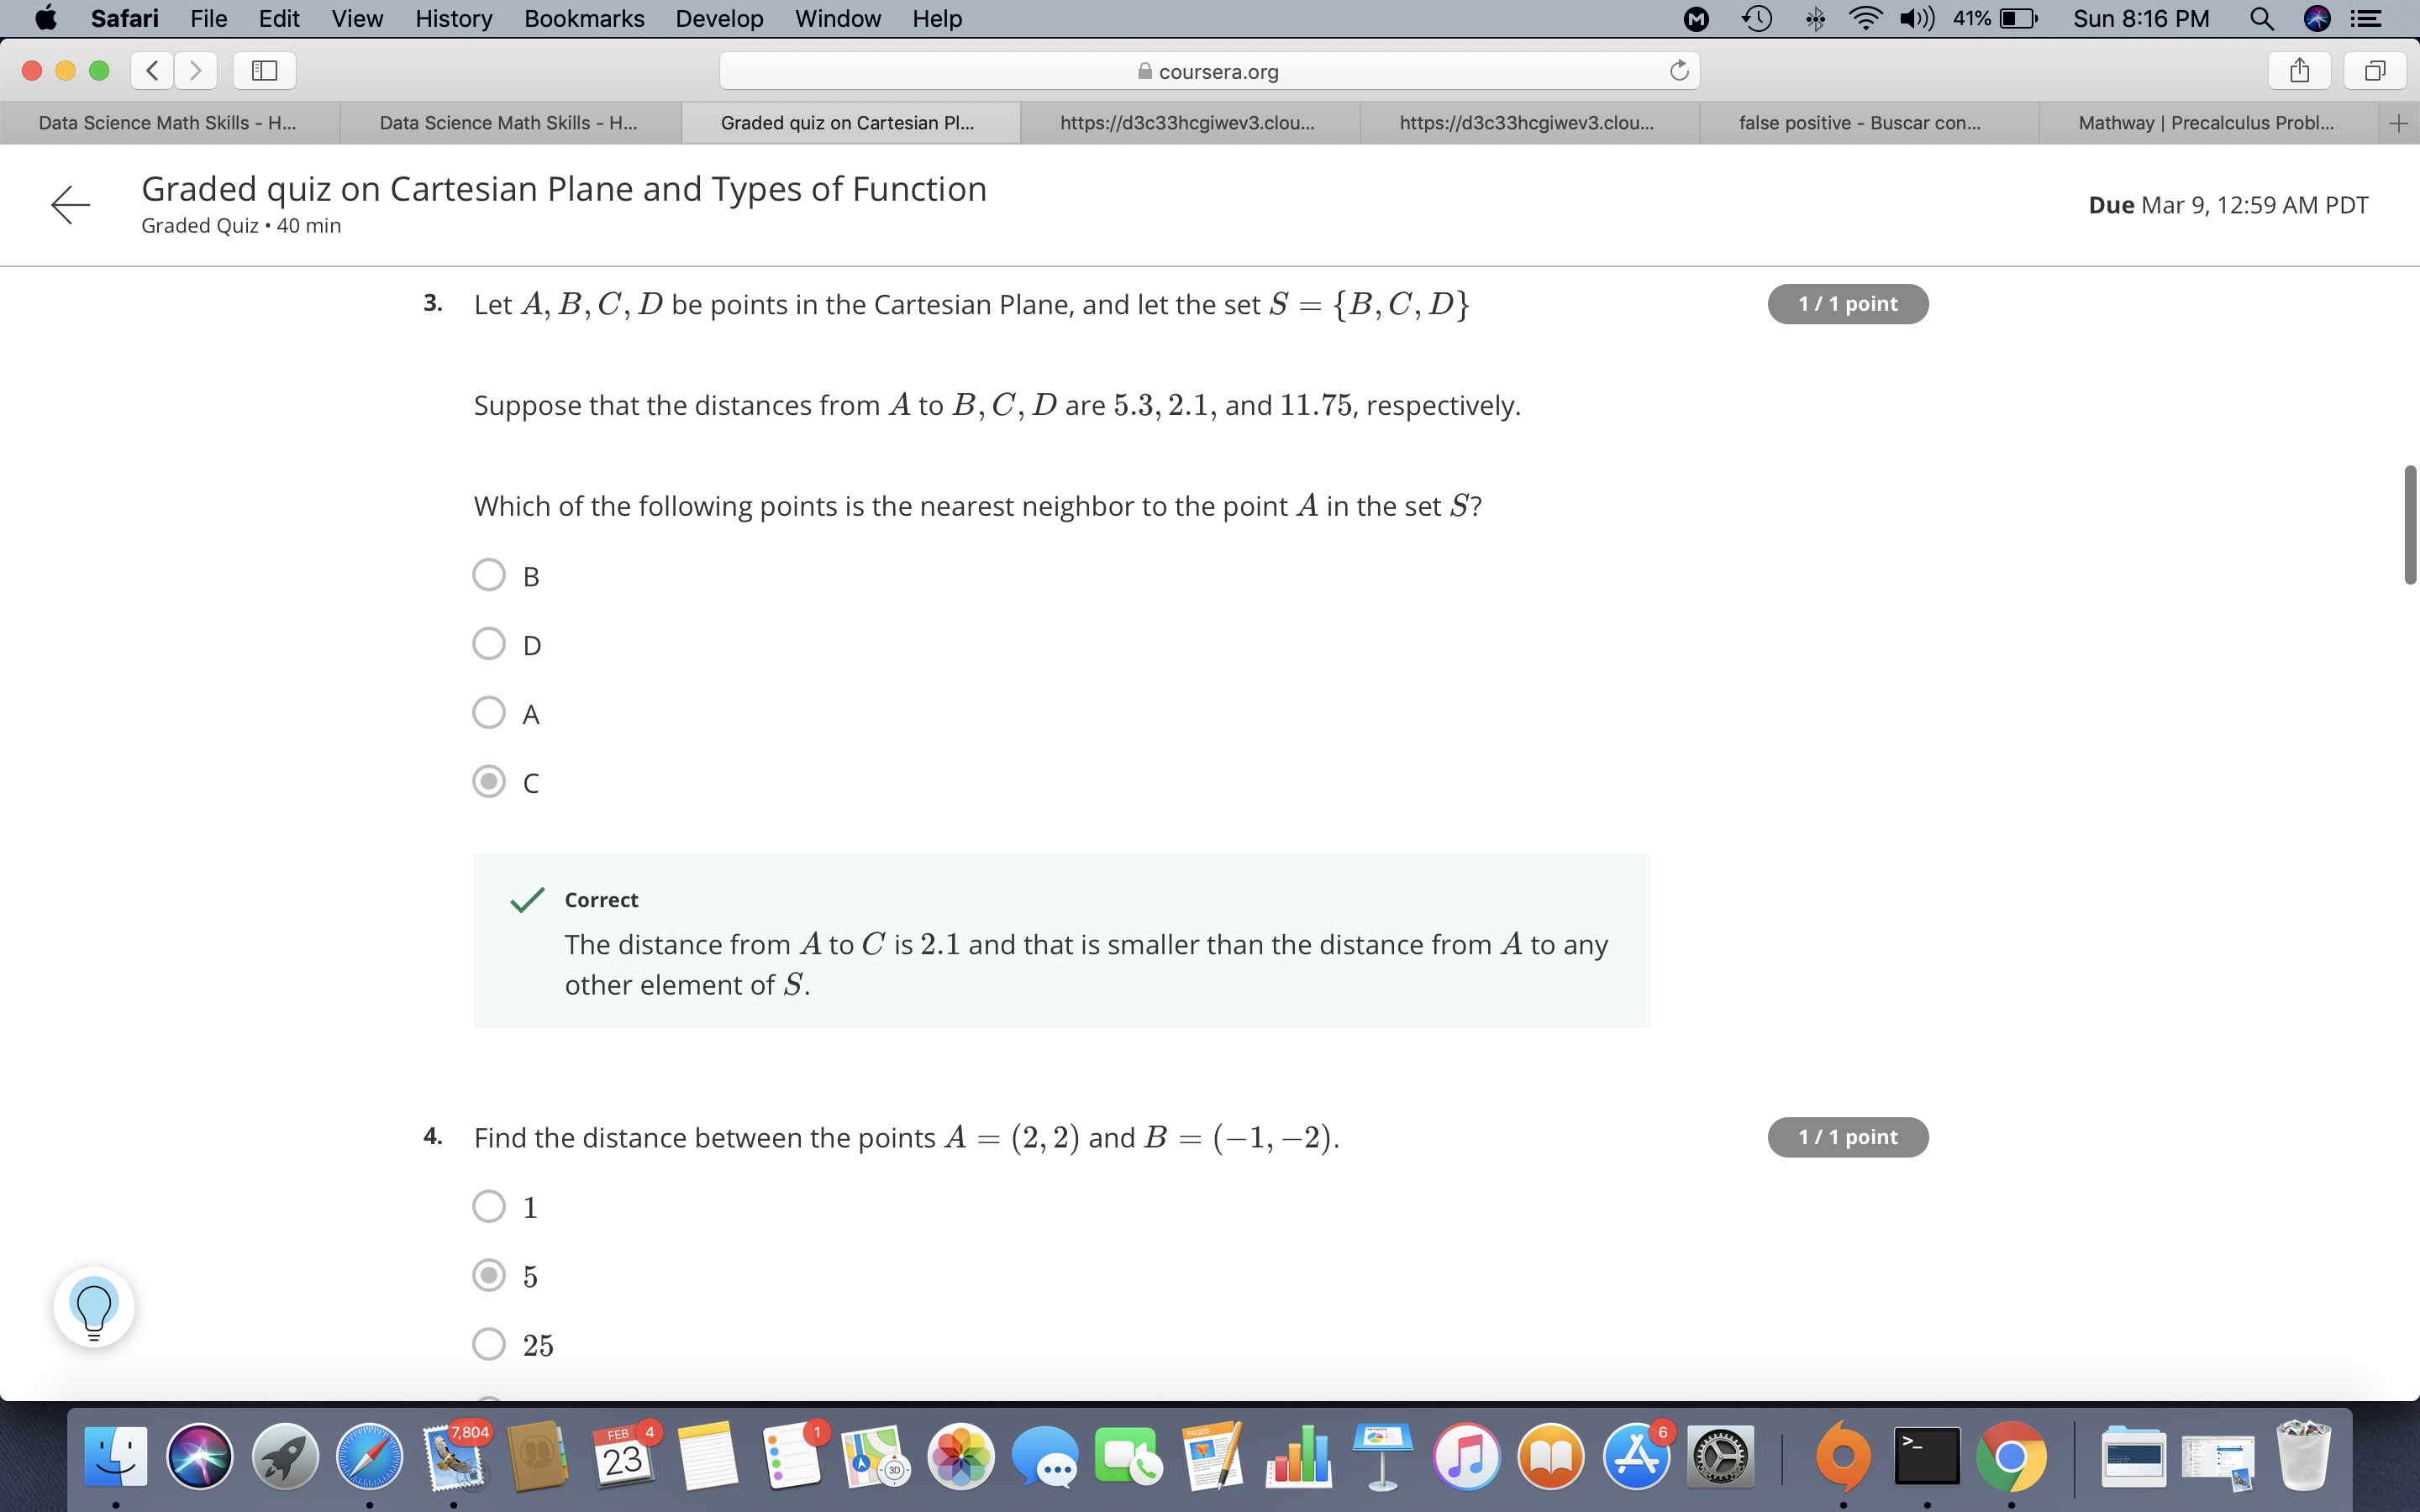 Safari File Edit View History Bookmarks Develop Window Help 41% Sun 8:16 PM
coursera.org
Data Science Math Skills - H... Data Science Math Skills - H... Graded quiz on Cartesian Pl... https://d3c33hcgiwev3.clou... https://d3c33hcgiwev3.clou... false positive - Buscar con... Mathway | Precalculus Probl...
Graded quiz on Cartesian Plane and Types of Function
Graded Quiz • 40 min
Due Mar 9, 12:59 AM PDT
3. Let A, B, C, D be points in the Cartesian Plane, and let the set S = {B, C, D}
1 / 1 point
Suppose that the distances from A to B, C, D are 5.3, 2.1, and 11.75, respectively.
Which of the following points is the nearest neighbor to the point A in the set S?
B
D
A
C
Correct
The distance from A to C is 2.1 and that is smaller than the distance from A to any
other element of S.
4. Find the distance between the points A = (2, 2) and B = (−1, −2).
1 / 1 point
1
5
25
7,804 FEB 4 1 PAGES 6
23 3D >_